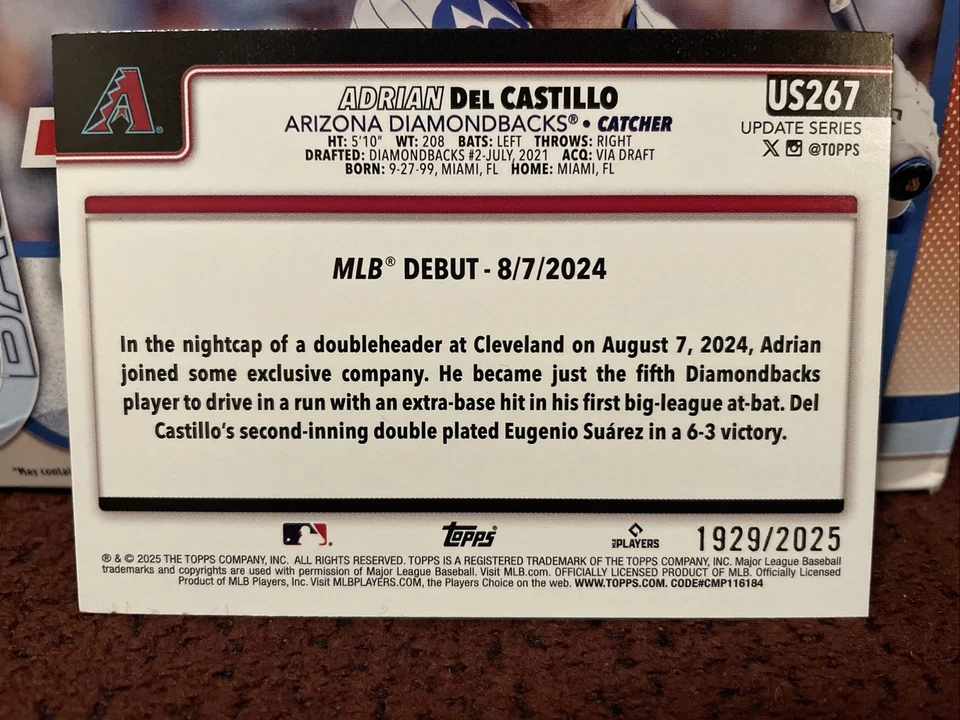 ADRIAN DEL CASTILLO
US267
ARIZONA DIAMONDBACKS® • CATCHER
UPDATE SERIES
HT: 5'10" WT: 208 BATS: LEFT THROWS: RIGHT
@TOPPS
DRAFTED: DIAMONDBACKS #2-JULY, 2021 ACQ: VIA DRAFT
BORN: 9-27-99, MIAMI, FL HOME: MIAMI, FL
MLB® DEBUT - 8/7/2024
In the nightcap of a doubleheader at Cleveland on August 7, 2024, Adrian
joined some exclusive company. He became just the fifth Diamondbacks
player to drive in a run with an extra-base hit in his first big-league at-bat. Del
Castillo's second-inning double plated Eugenio Suárez in a 6-3 victory.
Topps
PLAYERS
1929/2025
® & © 2025 THE TOPPS COMPANY, INC. ALL RIGHTS RESERVED. TOPPS IS A REGISTERED TRADEMARK OF THE TOPPS COMPANY, INC. Major League Baseball
trademarks and copyrights are used with permission of Major League Baseball. Visit MLB.com. OFFICIALLY LICENSED PRODUCT OF MLB. Officially Licensed
Product of MLB Players, Inc. Visit MLBPLAYERS.COM, the Players Choice on the web. WWW.TOPPS.COM. CODE#CMP116184
*May contai